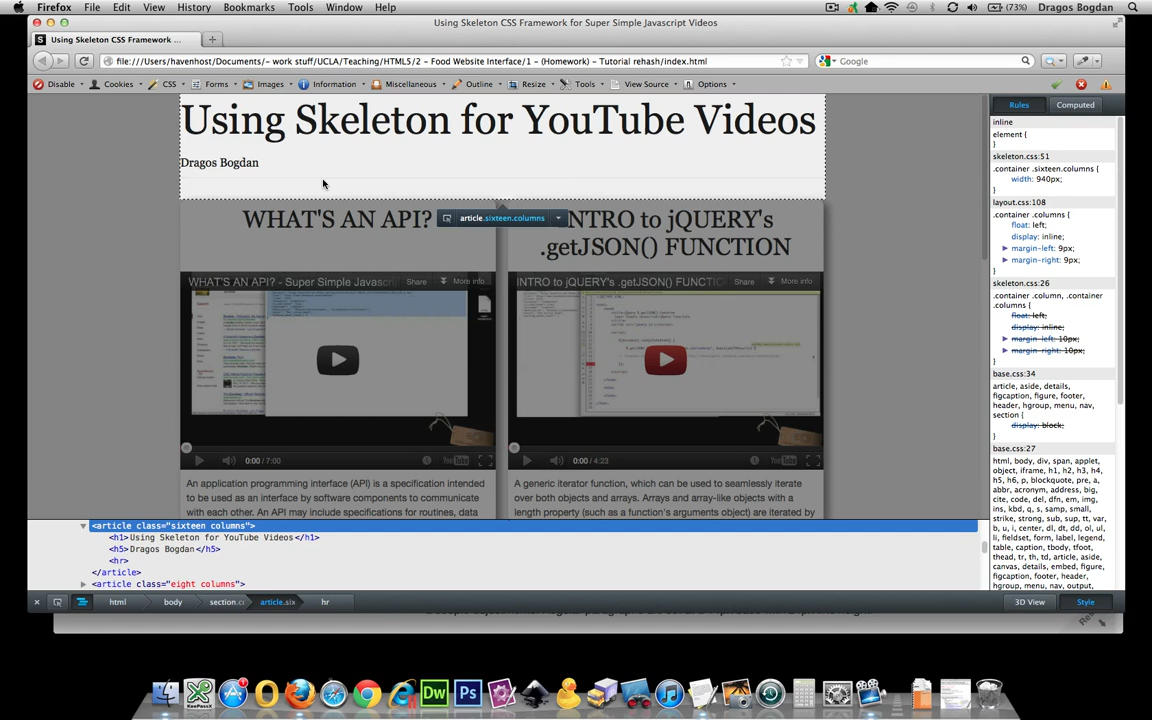 Firefox File Edit View History Bookmarks Tools Window Help (73%) Dragos Bogdan
Using Skeleton CSS Framework for Super Simple Javascript Videos
S Using Skeleton CSS Framework ... +
file:///Users/havenhost/Documents/- work stuff/UCLA/Teaching/HTML5/2 - Food Website Interface/1 - (Homework) - Tutorial rehash/index.html Google
Disable Cookies CSS Forms Images Information Miscellaneous Outline Resize Tools View Source Options
Using Skeleton for YouTube Videos
Dragos Bogdan
WHAT'S AN API?
article.sixteen.columns
INTRO to jQUERY's
.getJSON() FUNCTION
WHAT'S AN API? - Super Simple Javasc Share More info
INTRO to jQUERY's .getJSON() FUNCTIO Share More info
0:00 / 7:00 YouTube
0:00 / 4:23 YouTube
An application programming interface (API) is a specification intended
to be used as an interface by software components to communicate
with each other. An API may include specifications for routines, data
A generic iterator function, which can be used to seamlessly iterate
over both objects and arrays. Arrays and array-like objects with a
length property (such as a function's arguments object) are iterated by
Rules Computed
inline
element {
}
skeleton.css:51
.container .sixteen.columns {
width: 940px;
}
layout.css:108
.container .columns {
float: left;
display: inline;
margin-left: 9px;
margin-right: 9px;
}
skeleton.css:26
.container .column, .container
.columns {
float: left;
display: inline;
margin-left: 10px;
margin-right: 10px;
}
base.css:34
article, aside, details,
figcaption, figure, footer,
header, hgroup, menu, nav,
section {
display: block;
}
base.css:27
html, body, div, span, applet,
object, iframe, h1, h2, h3, h4,
h5, h6, p, blockquote, pre, a,
abbr, acronym, address, big,
cite, code, del, dfn, em, img,
ins, kbd, q, s, samp, small,
strike, strong, sub, sup, tt, var,
b, u, i, center, dl, dt, dd, ol, ul,
li, fieldset, form, label, legend,
table, caption, tbody, tfoot,
thead, tr, th, td, article, aside,
canvas, details, embed, figure,
figcaption, footer, header,
hgroup, menu, nav, output,
<article class="sixteen columns">
<h1>Using Skeleton for YouTube Videos</h1>
<h5>Dragos Bogdan</h5>
<hr>
</article>
<article class="eight columns">
html body section.c article.six hr 3D View Style
KeePassX Dw Ps